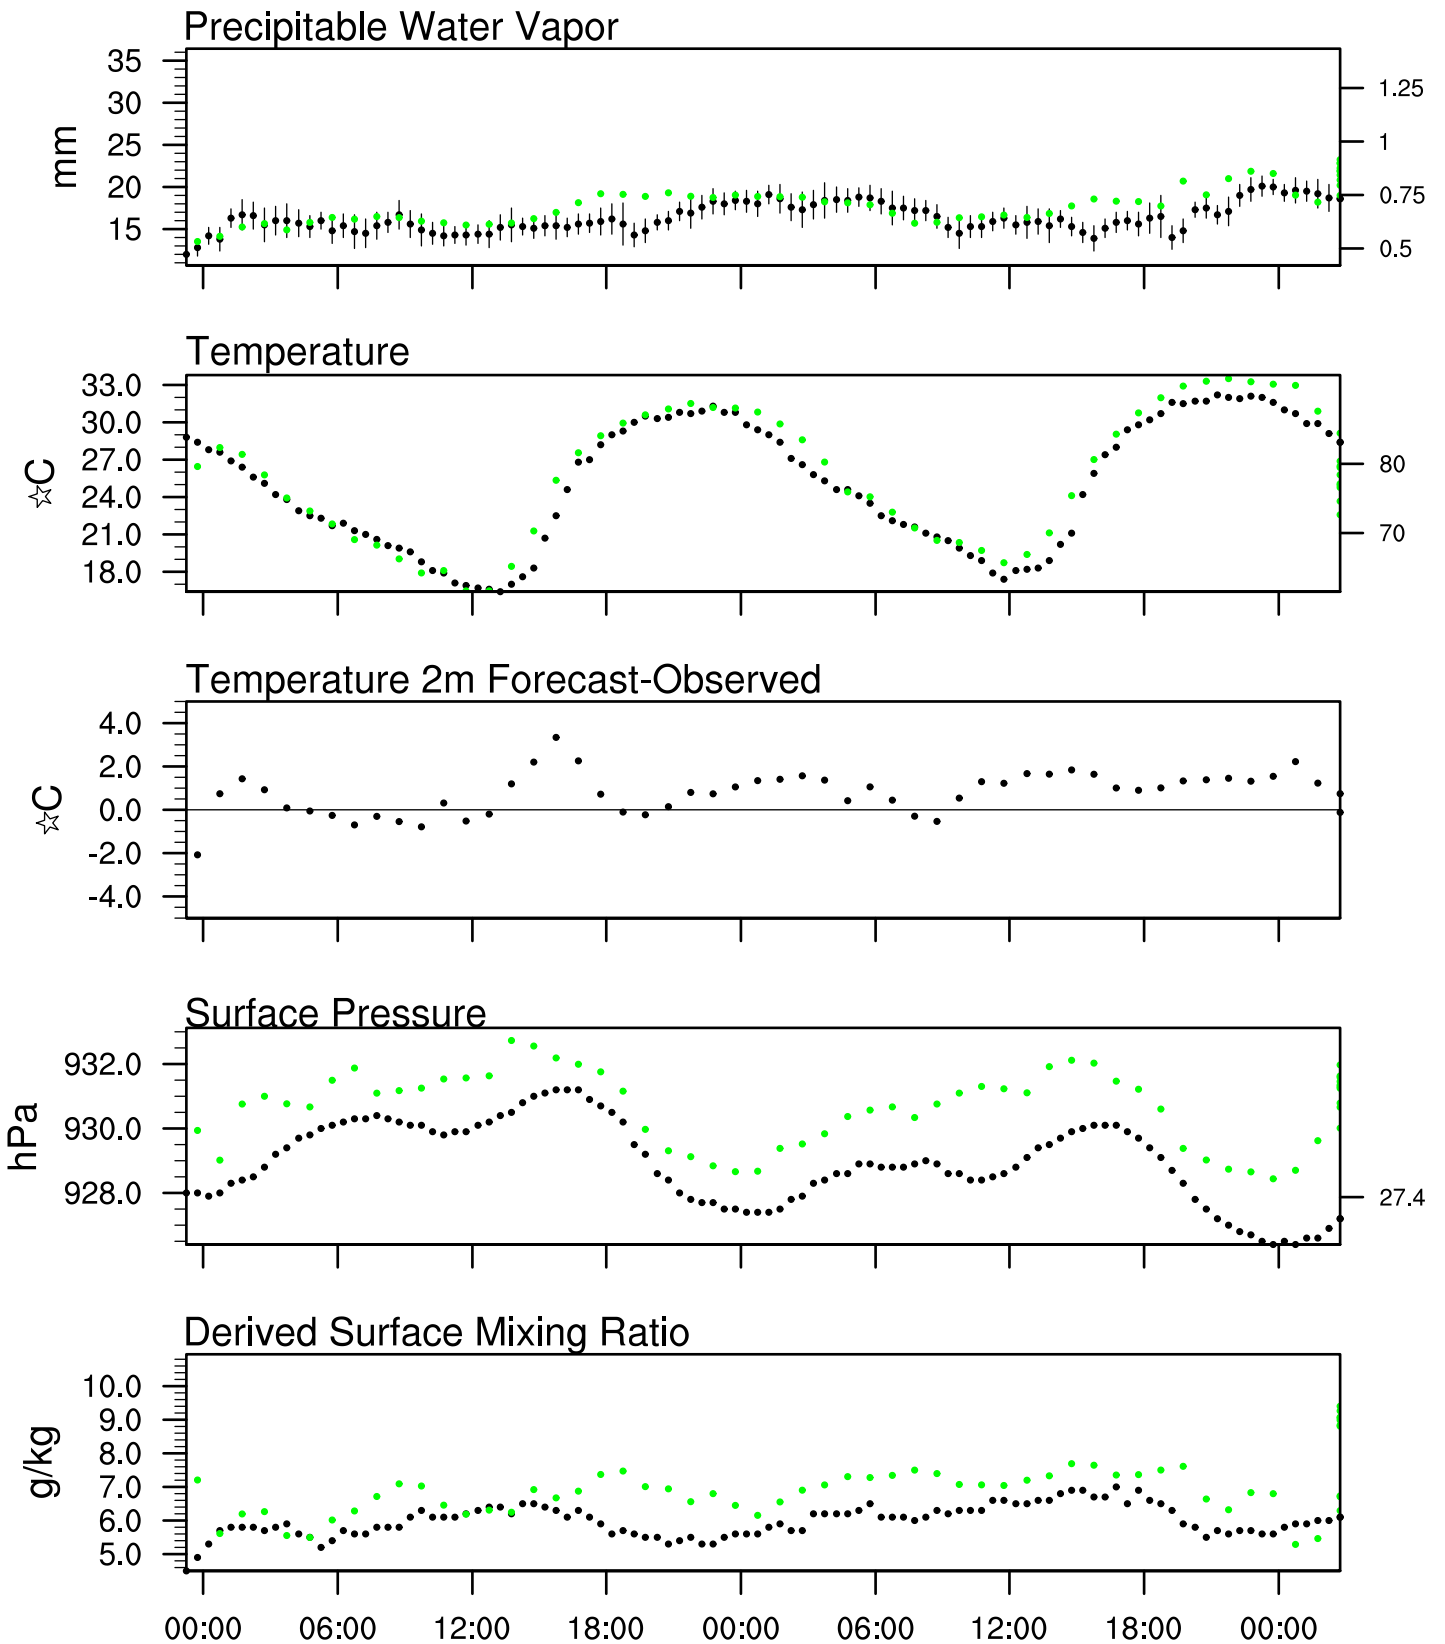 Precipitable Water Vapor
35
30
25
20
15
mm
1.25
1
0.75
0.5
Temperature
33.0
30.0
27.0
24.0
21.0
18.0
☆C
80
70
Temperature 2m Forecast-Observed
4.0
2.0
0.0
-2.0
-4.0
☆C
Surface Pressure
932.0
930.0
928.0
hPa
27.4
Derived Surface Mixing Ratio
10.0
9.0
8.0
7.0
6.0
5.0
g/kg
00:00 06:00 12:00 18:00 00:00 06:00 12:00 18:00 00:00